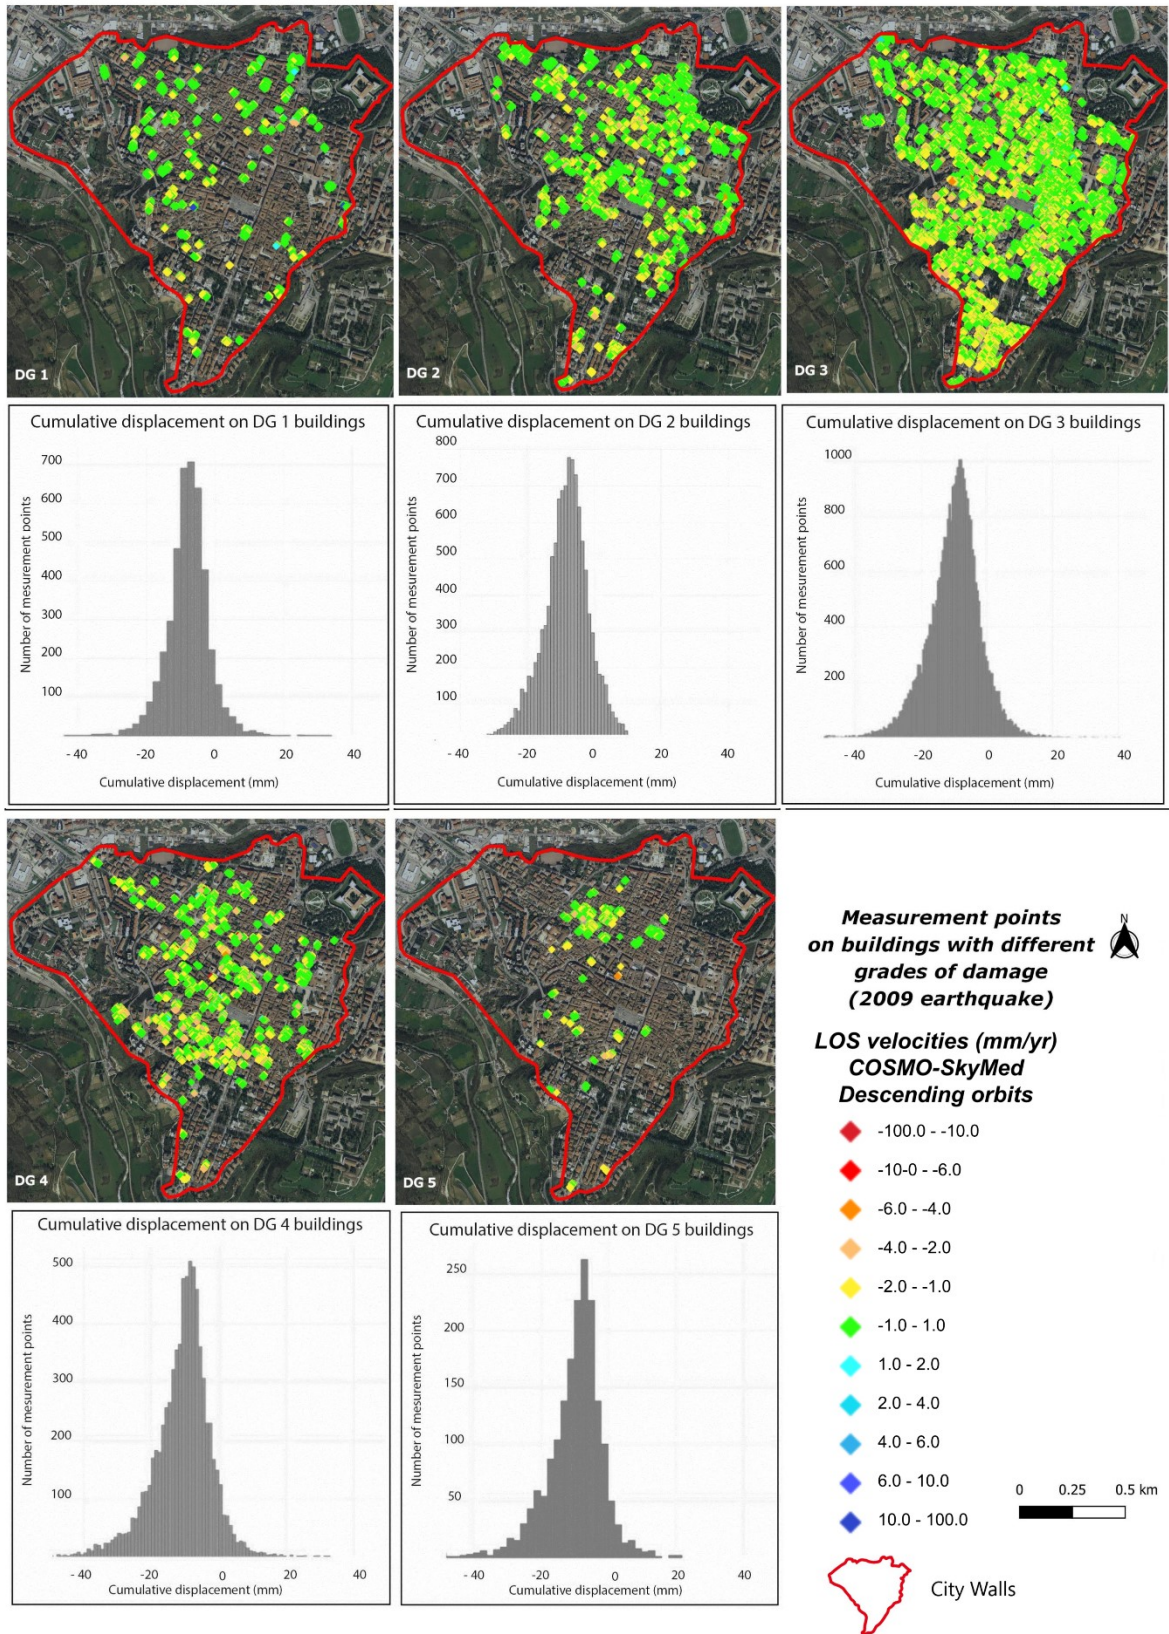 DG 1
DG 2
DG 3
Cumulative displacement on DG 1 buildings
Number of mesurement points
700
600
500
400
300
200
100
- 40
-20
0
20
40
Cumulative displacement (mm)
Cumulative displacement on DG 2 buildings
Number of mesurement points
800
700
600
500
400
300
200
100
- 40
-20
0
20
40
Cumulative displacement (mm)
Cumulative displacement on DG 3 buildings
Number of mesurement points
1000
800
600
400
200
- 40
-20
0
20
40
Cumulative displacement (mm)
DG 4
DG 5
Cumulative displacement on DG 4 buildings
Number of mesurement points
500
400
300
200
100
- 40
-20
0
20
40
Cumulative displacement (mm)
Cumulative displacement on DG 5 buildings
Number of mesurement points
250
200
150
100
50
- 40
-20
0
20
40
Cumulative displacement (mm)
Measurement points
on buildings with different
grades of damage
(2009 earthquake)
N
LOS velocities (mm/yr)
COSMO-SkyMed
Descending orbits
-100.0 - -10.0
-10-0 - -6.0
-6.0 - -4.0
-4.0 - -2.0
-2.0 - -1.0
-1.0 - 1.0
1.0 - 2.0
2.0 - 4.0
4.0 - 6.0
6.0 - 10.0
10.0 - 100.0
0 0.25 0.5 km
City Walls